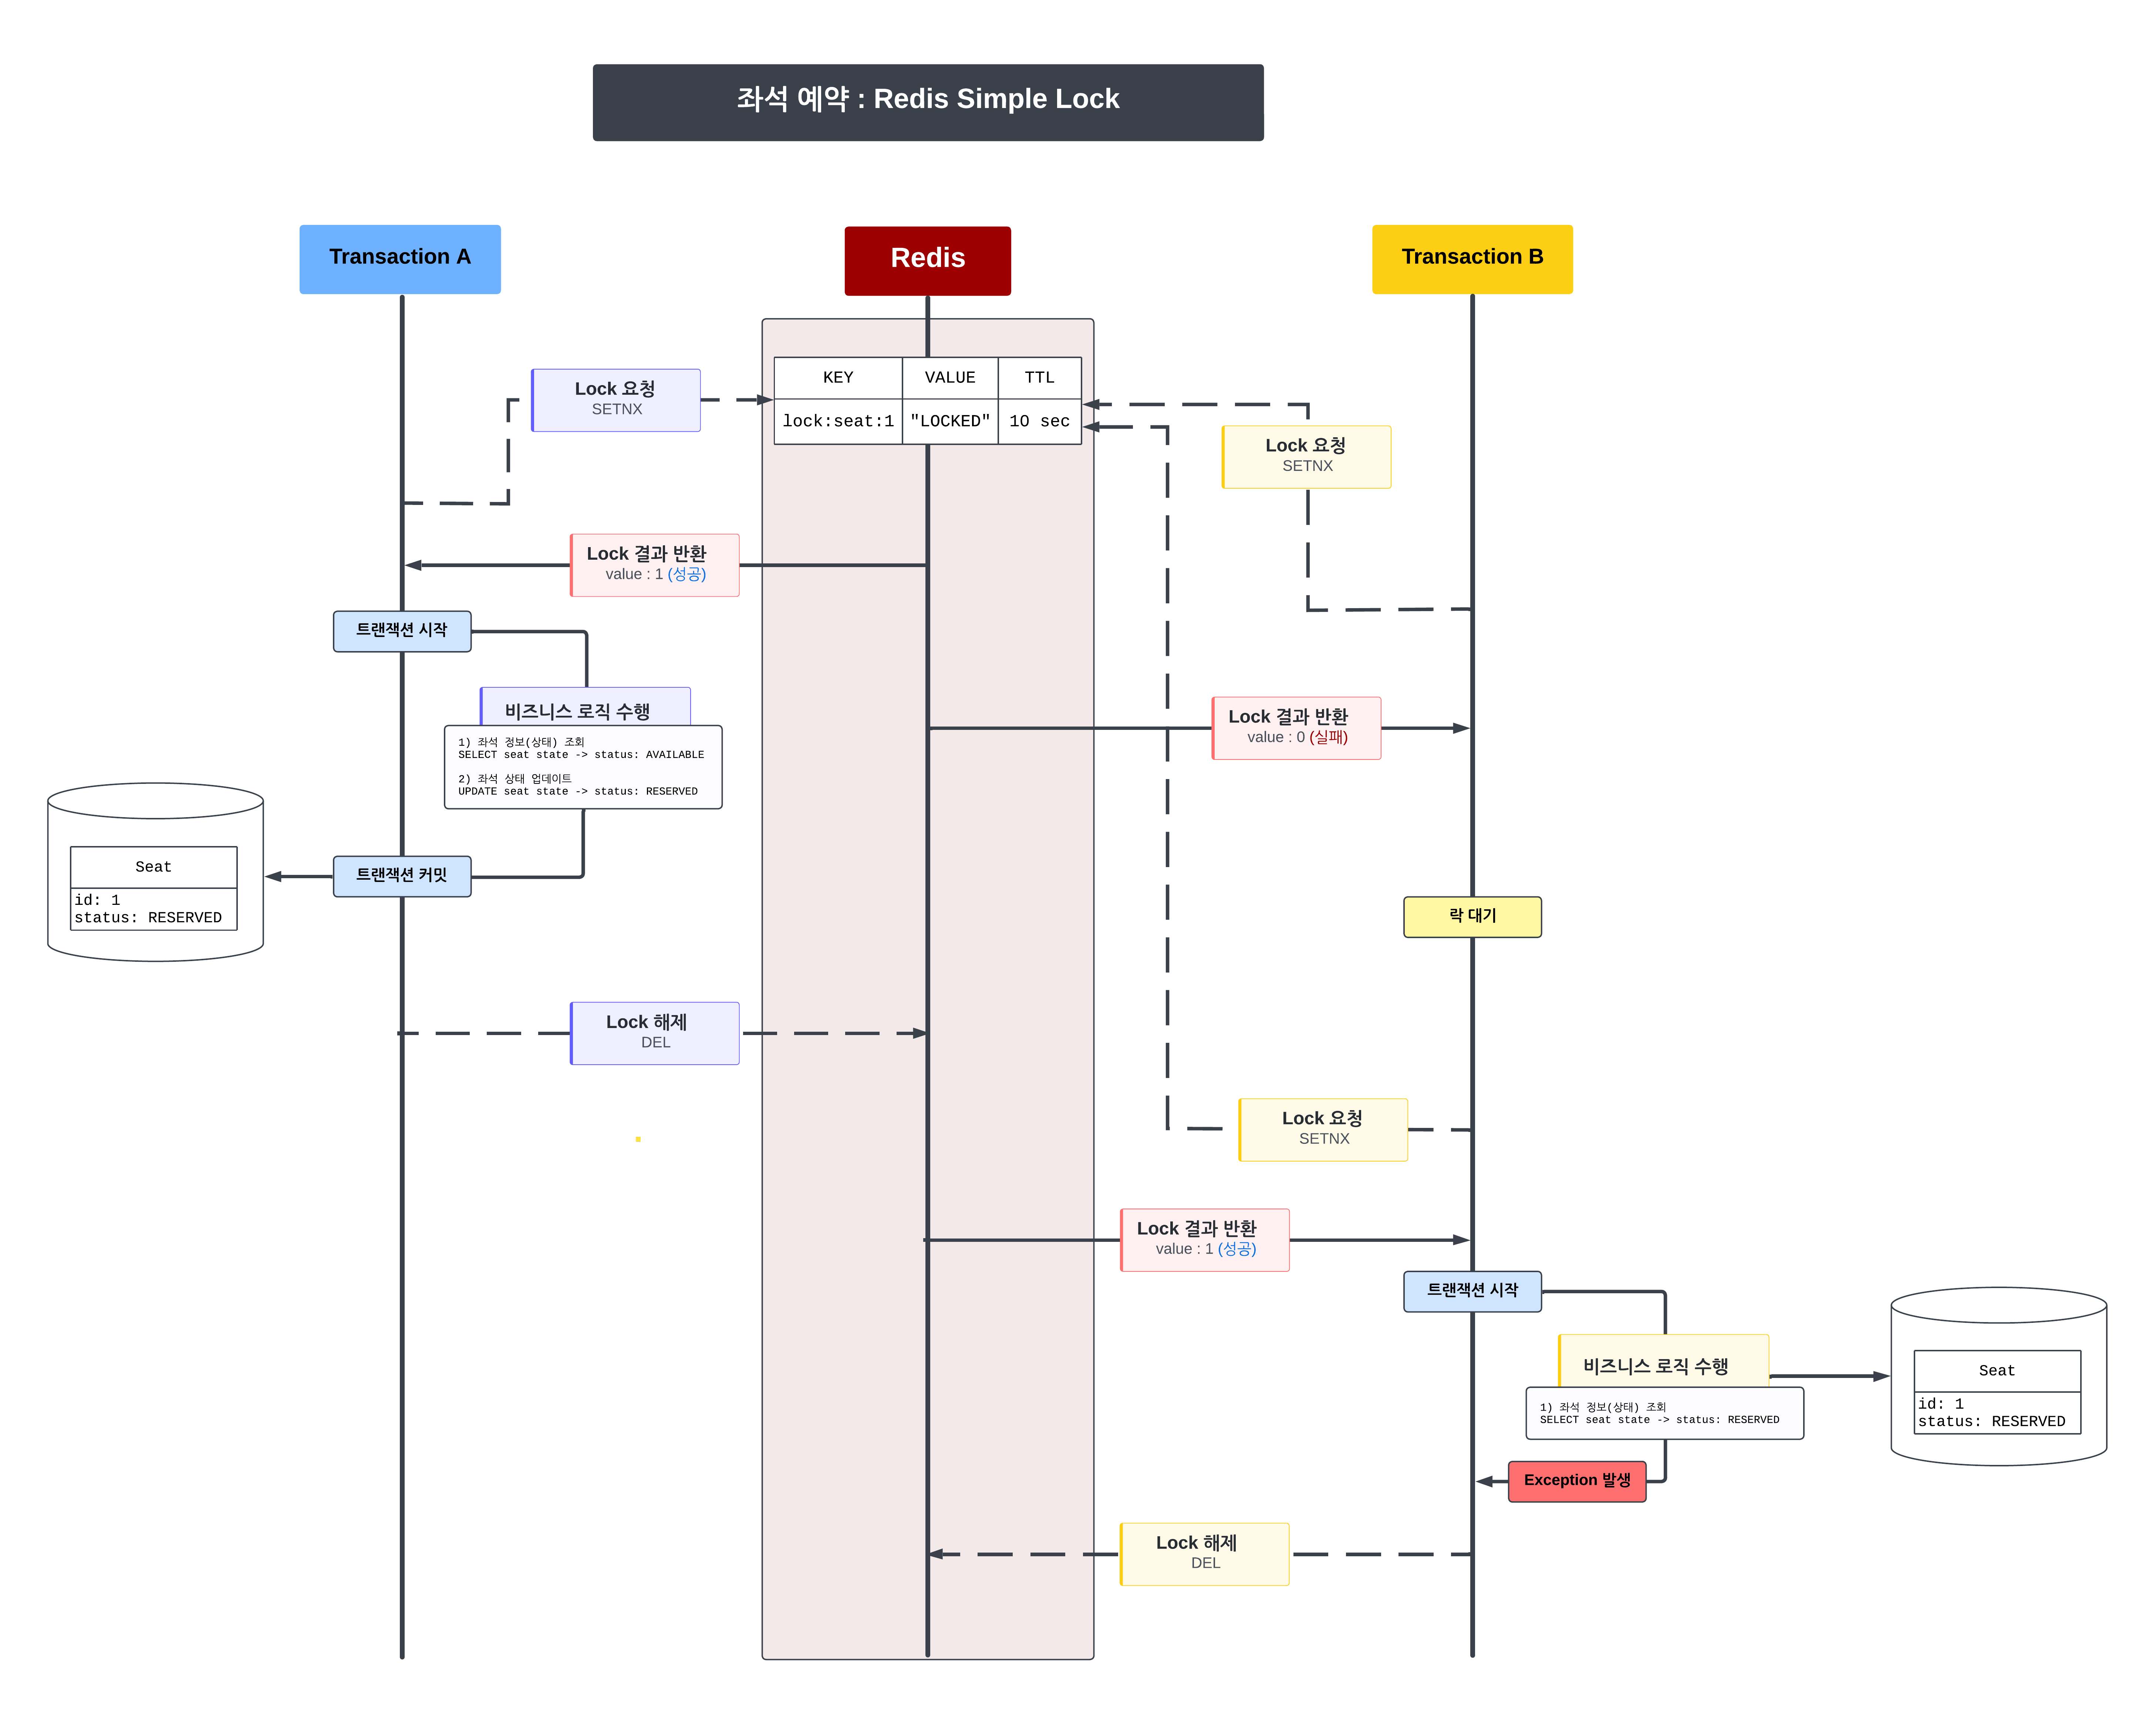 좌석 예약 : Redis Simple Lock
Transaction A
Redis
Transaction B
KEY
VALUE
TTL
lock:seat:1
"LOCKED"
10 sec
Lock 요청
SETNX
Lock 요청
SETNX
Lock 결과 반환
value : 1 (성공)
트랜잭션 시작
비즈니스 로직 수행
1) 좌석 정보(상태) 조회
SELECT seat state -> status: AVAILABLE
2) 좌석 상태 업데이트
UPDATE seat state -> status: RESERVED
Lock 결과 반환
value : 0 (실패)
Seat
id: 1
status: RESERVED
트랜잭션 커밋
락 대기
Lock 해제
DEL
Lock 요청
SETNX
Lock 결과 반환
value : 1 (성공)
트랜잭션 시작
비즈니스 로직 수행
1) 좌석 정보(상태) 조회
SELECT seat state -> status: RESERVED
Seat
id: 1
status: RESERVED
Exception 발생
Lock 해제
DEL